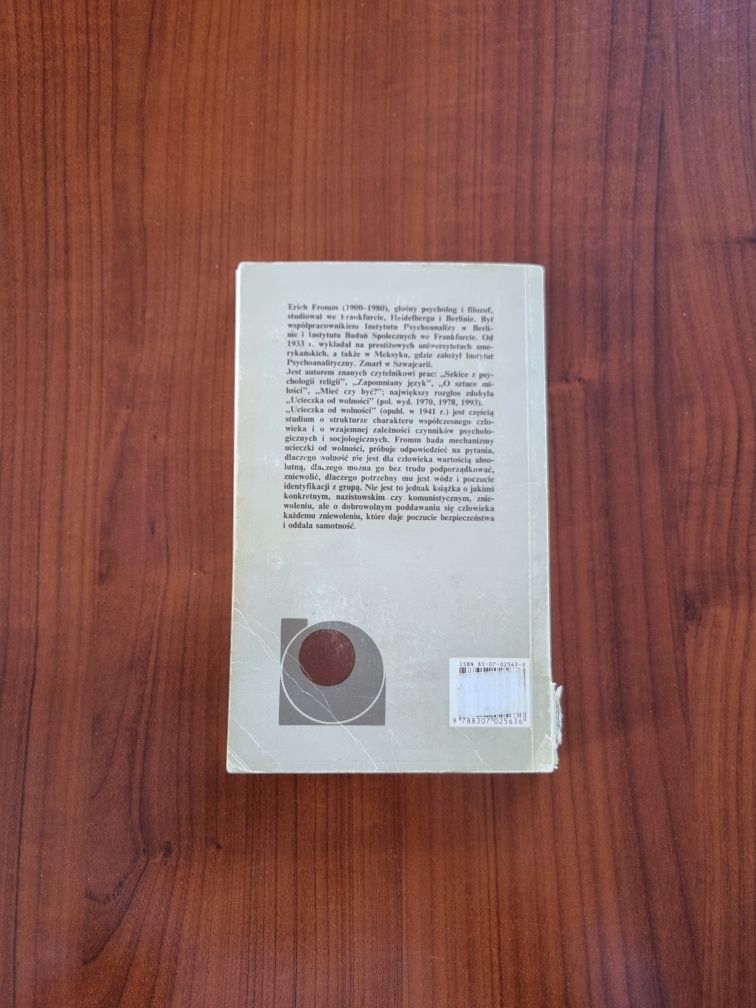 Erich Fromm (1900–1980), głośny psycholog i filozof,
studiował we Frankfurcie, Heidelbergu i Berlinie. Był
współpracownikiem Instytutu Psychoanalizy w Berli-
nie i Instytutu Badań Społecznych we Frankfurcie. Od
1933 r. wykładał na prestiżowych uniwersytetach ame-
rykańskich, a także w Meksyku, gdzie założył Instytut
Psychoanalityczny. Zmarł w Szwajcarii.
Jest autorem znanych czytelnikowi prac: „Szkice z psy-
chologii religii”, „Zapomniany język”, „O sztuce mi-
łości”, „Mieć czy być?”; największy rozgłos zdobyła
„Ucieczka od wolności” (pol. wyd. 1970, 1978, 1993).
„Ucieczka od wolności” (opubl. w 1941 r.) jest częścią
studium o strukturze charakteru współczesnego czło-
wieka i o wzajemnej zależności czynników psycholo-
gicznych i socjologicznych. Fromm bada mechanizmy
ucieczki od wolności, próbuje odpowiedzieć na pytania,
dlaczego wolność nie jest dla człowieka wartością abso-
lutną, dlaczego można go bez trudu podporządkować,
zniewolić, dlaczego potrzebny mu jest wódz i poczucie
identyfikacji z grupą. Nie jest to jednak książka o jakimś
konkretnym, nazistowskim czy komunistycznym, znie-
woleniu, ale o dobrowolnym poddawaniu się człowieka
każdemu zniewoleniu, które daje poczucie bezpieczeństwa
i oddala samotność.
ISBN 83-07-02563-X
9 788307 025636